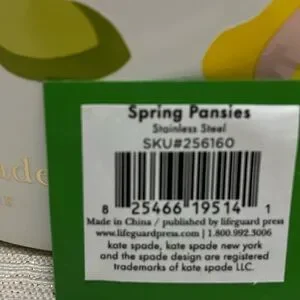 Spring Pansies
Stainless Steel
SKU#256160
8 25466 19514 1
Made in China / published by lifeguard press
www.lifeguardpress.com | 1.800.992.3006
kate spade, kate spade new york
and the spade design are registered
trademarks of kate spade LLC.